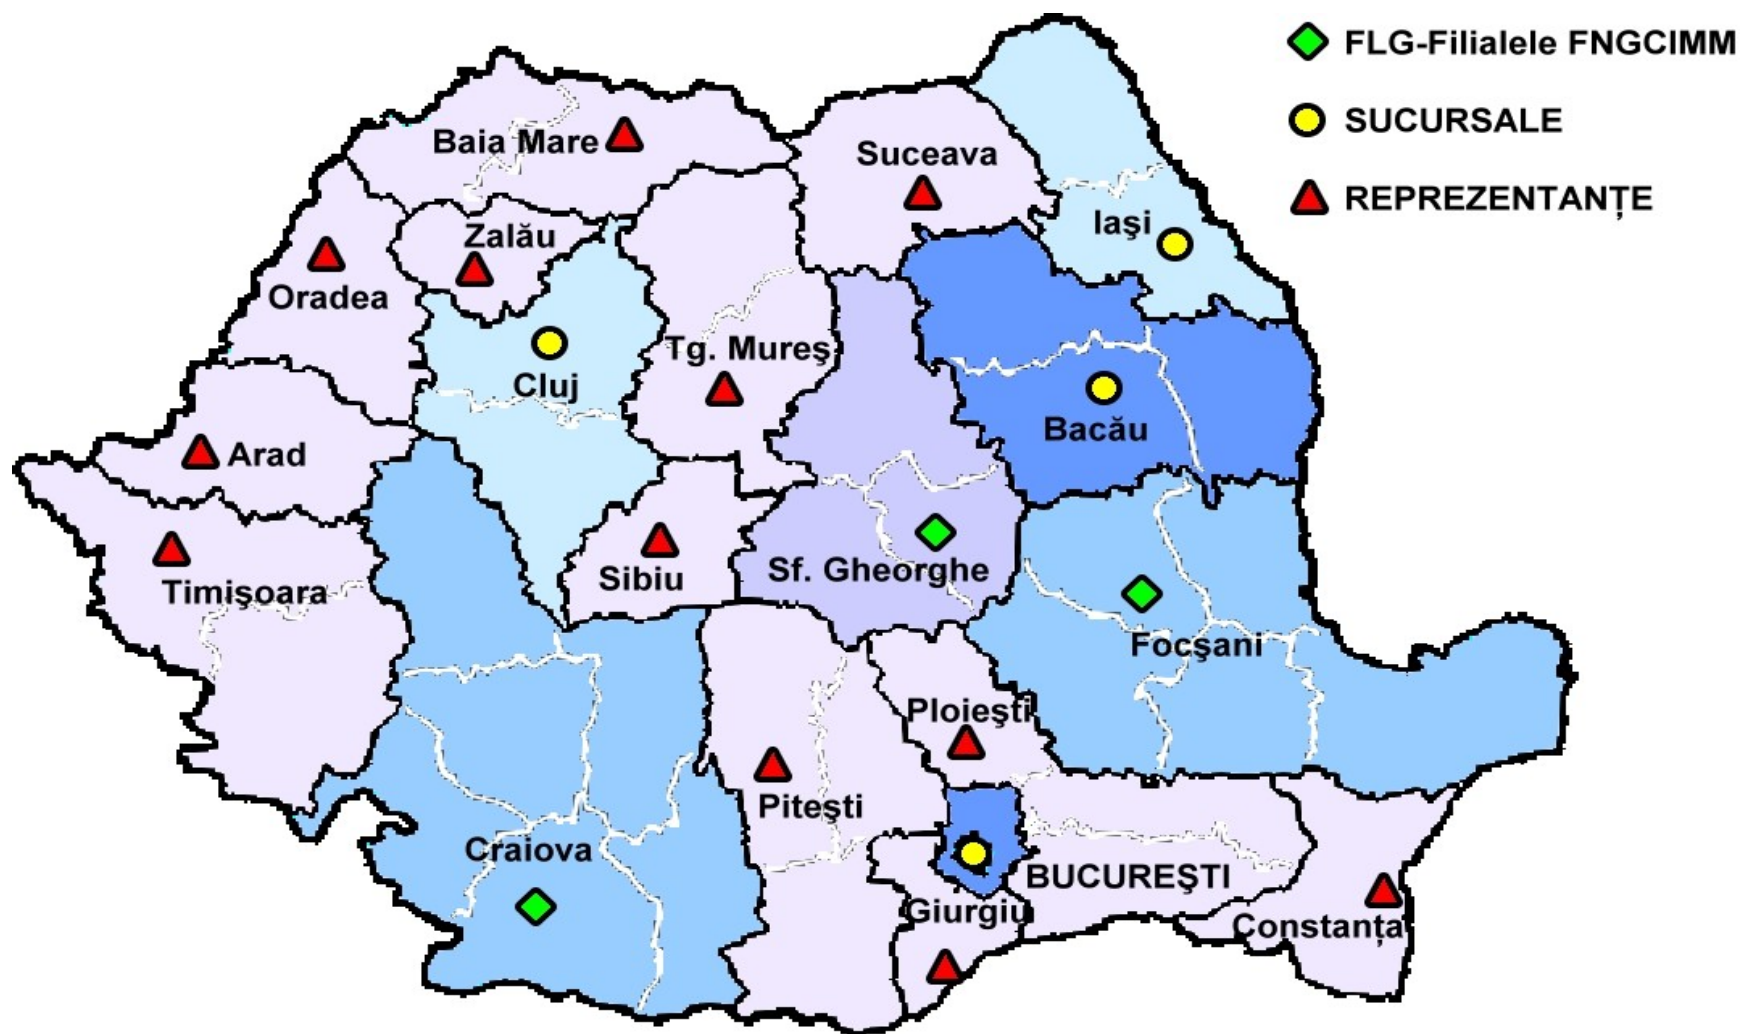 FLG-Filialele FNGCIMM
SUCURSALE
REPREZENTANȚE
Baia Mare
Suceava
Iaşi
Zalău
Oradea
Tg. Mureş
Cluj
Bacău
Arad
Timişoara
Sibiu
Sf. Gheorghe
Focşani
Ploieşti
Piteşti
Craiova
BUCUREŞTI
Giurgiu
Constanța